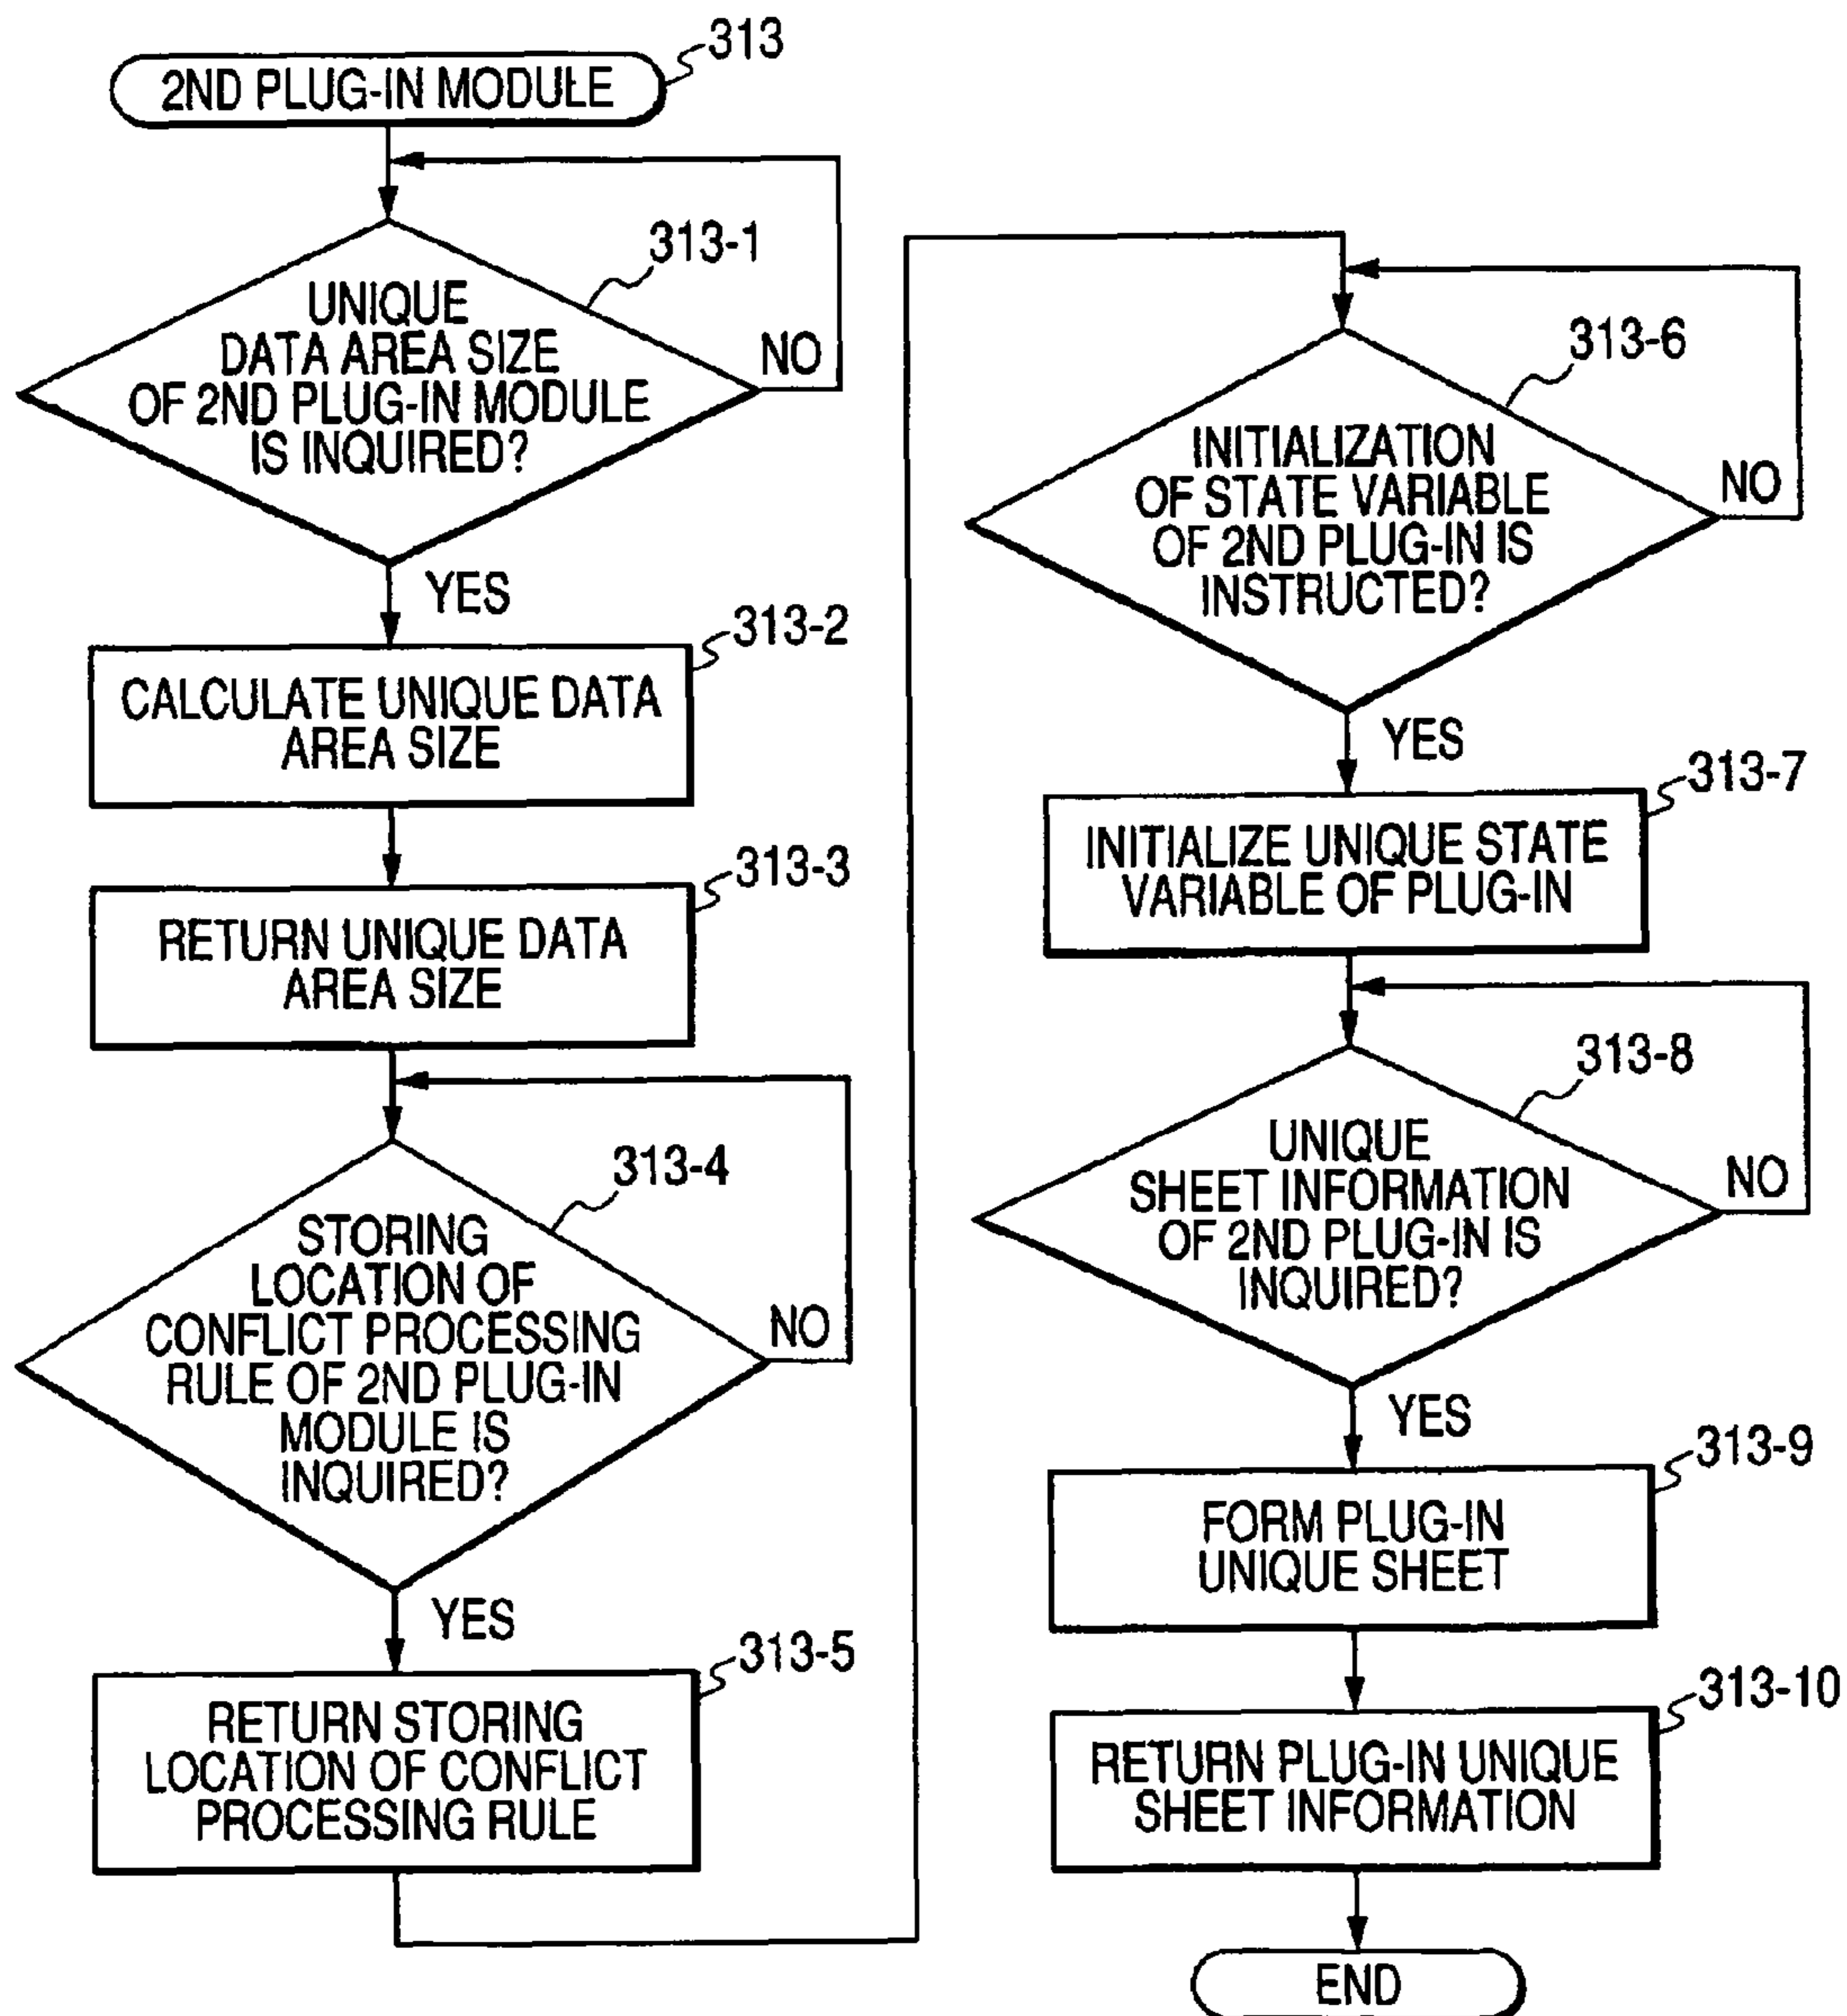 2ND PLUG-IN MODULE
313
313-1
UNIQUE
DATA AREA SIZE
OF 2ND PLUG-IN MODULE
IS INQUIRED?
NO
YES
313-2
CALCULATE UNIQUE DATA
AREA SIZE
313-3
RETURN UNIQUE DATA
AREA SIZE
313-4
STORING
LOCATION OF
CONFLICT PROCESSING
RULE OF 2ND PLUG-IN
MODULE IS
INQUIRED?
NO
YES
313-5
RETURN STORING
LOCATION OF CONFLICT
PROCESSING RULE
313-6
INITIALIZATION
OF STATE VARIABLE
OF 2ND PLUG-IN IS
INSTRUCTED?
NO
YES
313-7
INITIALIZE UNIQUE STATE
VARIABLE OF PLUG-IN
313-8
UNIQUE
SHEET INFORMATION
OF 2ND PLUG-IN IS
INQUIRED?
NO
YES
313-9
FORM PLUG-IN
UNIQUE SHEET
313-10
RETURN PLUG-IN UNIQUE
SHEET INFORMATION
END